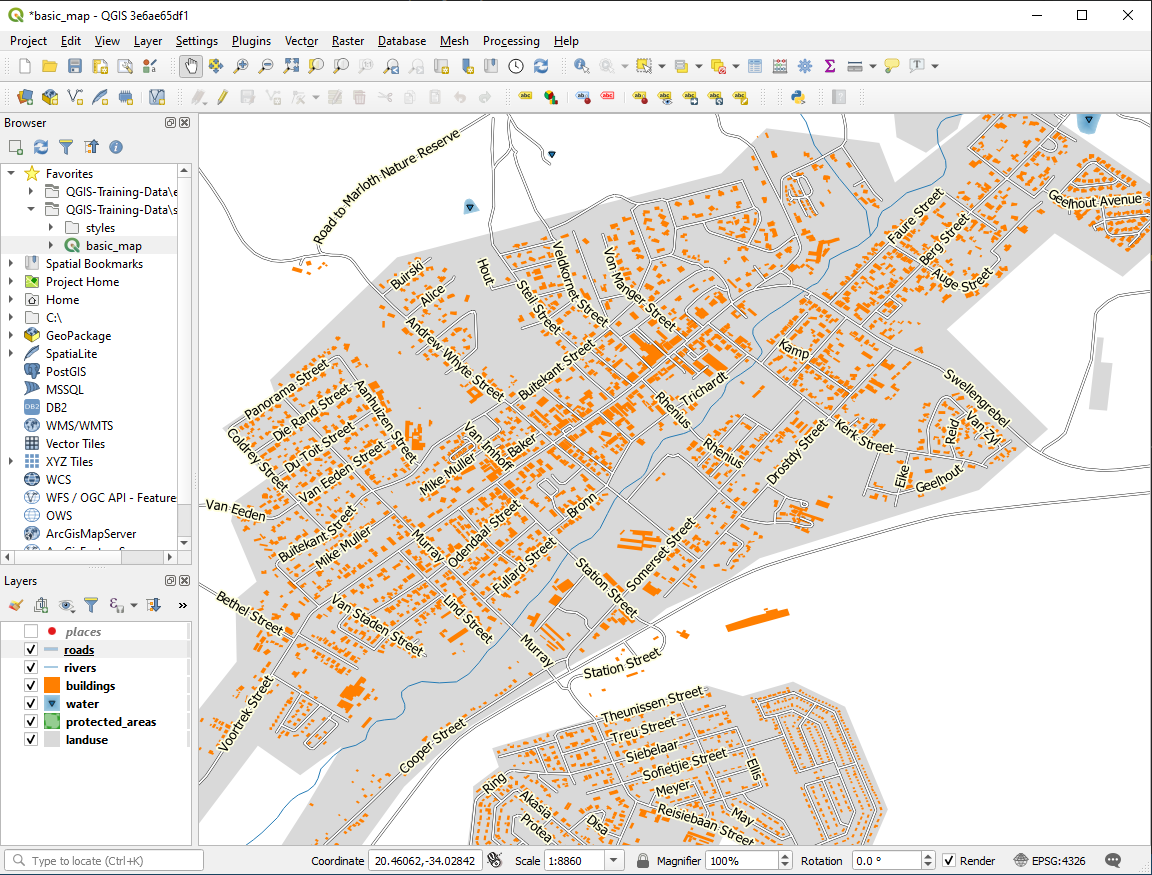 *basic_map - QGIS 3e6ae65df1
Project Edit View Layer Settings Plugins Vector Raster Database Mesh Processing Help
Browser
Favorites
QGIS-Training-Data\e
QGIS-Training-Data\s
styles
basic_map
Spatial Bookmarks
Project Home
Home
C:\
GeoPackage
SpatiaLite
PostGIS
MSSQL
DB2
WMS/WMTS
Vector Tiles
XYZ Tiles
WCS
WFS / OGC API - Feature
OWS
ArcGisMapServer
Layers
places
roads
rivers
buildings
water
protected_areas
landuse
Road to Marloth Nature Reserve
Geelhout Avenue
Faure Street
Berg Street
Auge Street
Buirski
Alice
Hout
Veldkornet Street
Von Manger Street
Steil Street
Andrew Whyte Street
Buitekant Street
Kamp
Trichardt
Rhenius
Swellengrebel
Van Zyl
Reid
Panorama Street
Die Rand Street
Aanhuizen Street
Du Toit Street
Coldrey Street
Van Eeden Street
Van Imhoff
Baker
Mike Muller
Rhenius
Drostdy Street
Kerk Street
Eike
Geelhout
Van Eeden
Buitekant Street
Mike Muller
Murray
Odendaal Street
Bronn
Fullard Street
Station Street
Somerset Street
Bethel Street
Van Staden Street
Lind Street
Murray
Station Street
Voortrek Street
Cooper Street
Theunissen Street
Treu Street
Siebelaar
Sofietjie Street
Ellis
Meyer
Ring
Akasia
Protea
Disa
Reisiebaan Street
May
Type to locate (Ctrl+K)
Coordinate 20.46062,-34.02842 Scale 1:8860 Magnifier 100% Rotation 0.0 ° Render EPSG:4326